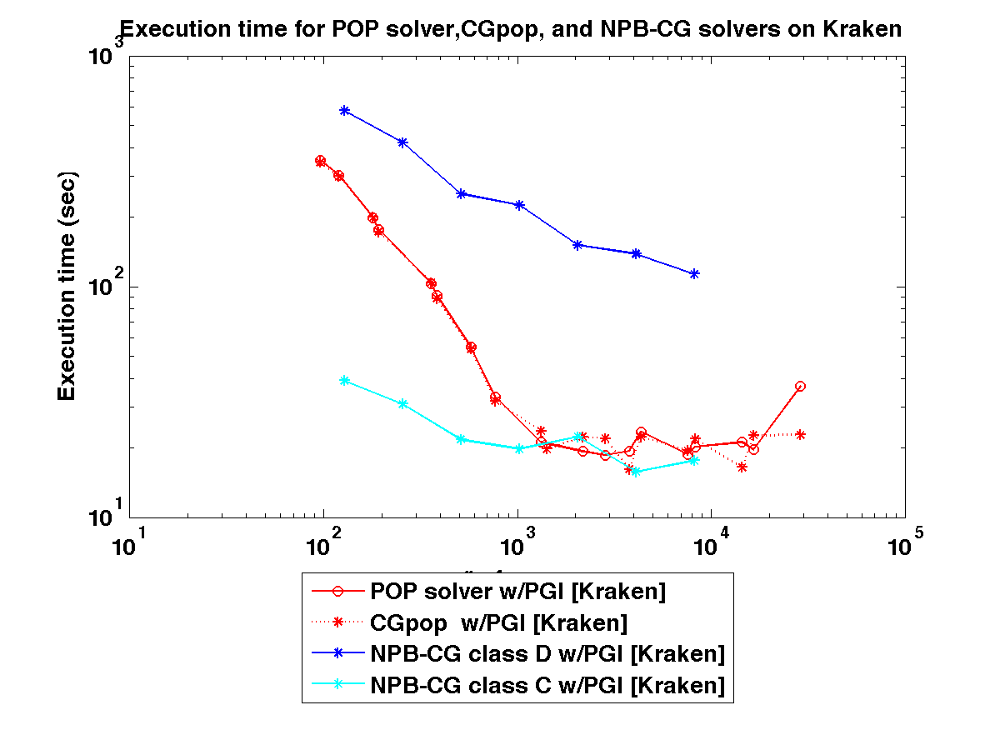 Execution time for POP solver,CGpop, and NPB-CG solvers on Kraken
10^3
10^2
10^1
Execution time (sec)
10^1 10^2 10^3 10^4 10^5
POP solver w/PGI [Kraken]
CGpop w/PGI [Kraken]
NPB-CG class D w/PGI [Kraken]
NPB-CG class C w/PGI [Kraken]